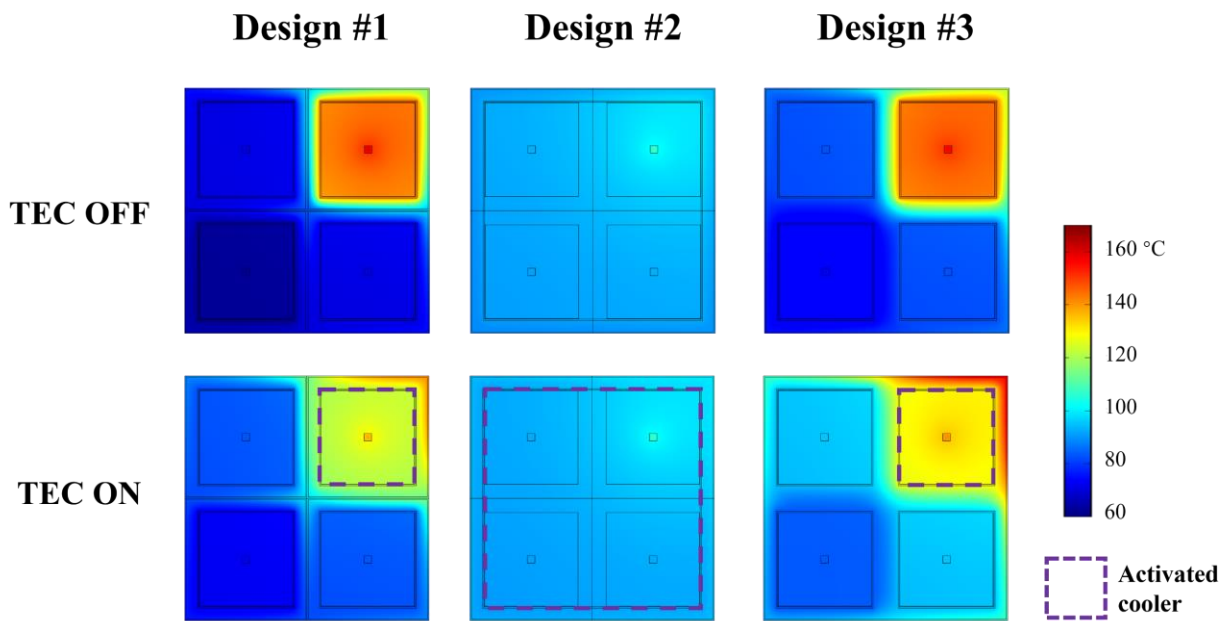 Design #1 Design #2 Design #3
TEC OFF
TEC ON
160 °C
140
120
100
80
60
Activated
cooler